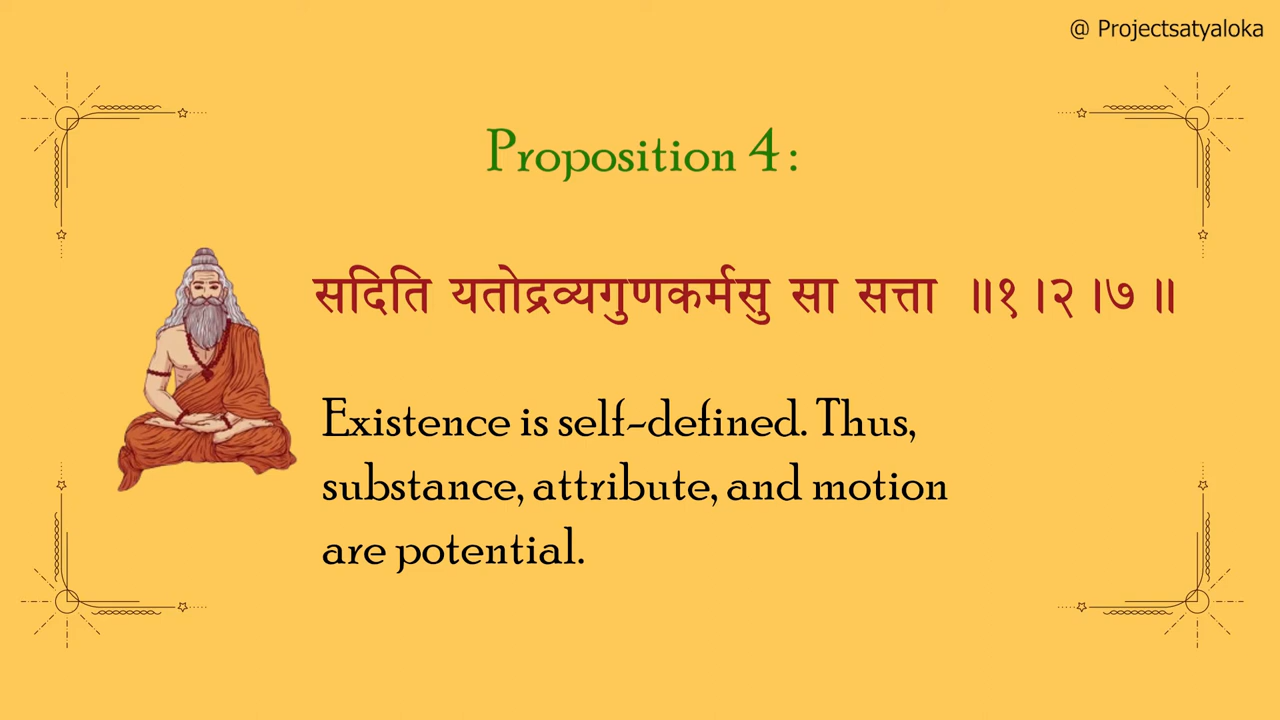 @ Projectsatyaloka
Proposition 4 :
सदिति यतोद्रव्यगुणकर्मसु सा सत्ता ॥१।२।७॥
Existence is self-defined. Thus,
substance, attribute, and motion
are potential.